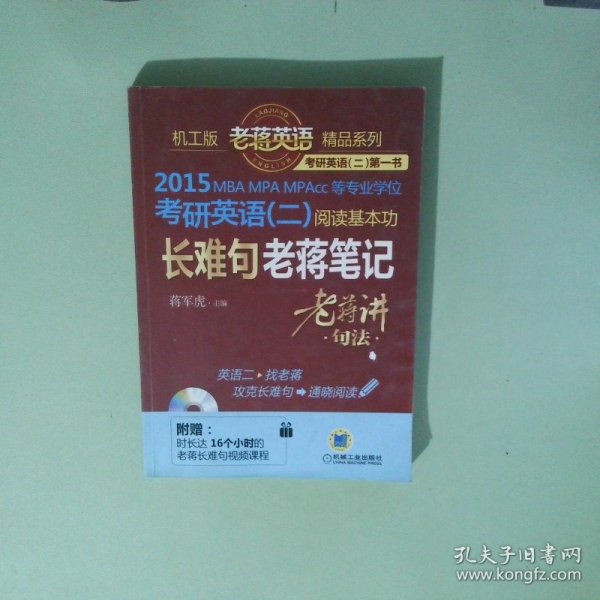 LAOJIANG
机工版 老蒋英语 精品系列
ENGLISH
考研英语(二)第一书
2015 MBA MPA MPAcc 等专业学位
考研英语(二) 阅读基本功
长难句老蒋笔记
蒋军虎·主编
老蒋讲
·句法·
英语二▸找老蒋
攻克长难句➡通晓阅读
附赠：
时长达 16个小时的
老蒋长难句视频课程
机械工业出版社
CHINA MACHINE PRESS
孔夫子旧书网
www.kongfz.com